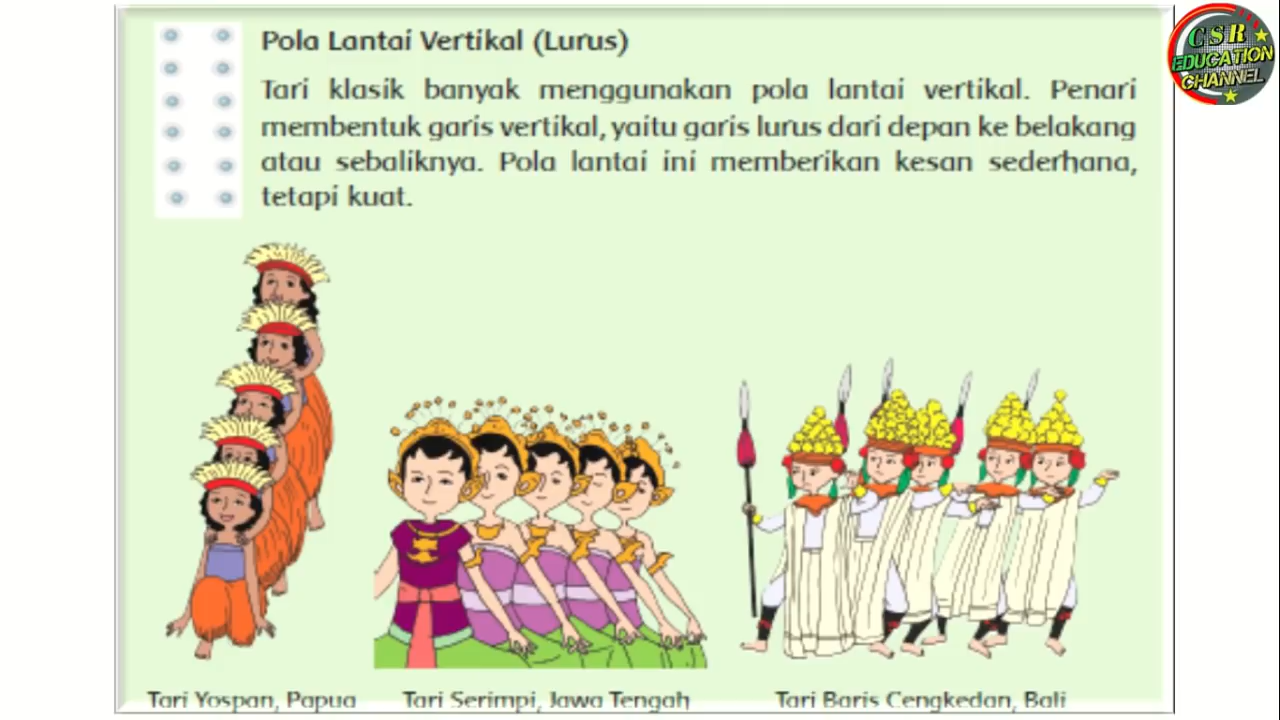 Pola Lantai Vertikal (Lurus)
Tari klasik banyak menggunakan pola lantai vertikal. Penari
membentuk garis vertikal, yaitu garis lurus dari depan ke belakang
atau sebaliknya. Pola lantai ini memberikan kesan sederhana,
tetapi kuat.
Tari Yospan, Papua
Tari Serimpi, Jawa Tengah
Tari Baris Cengkedan, Bali
CSR
EDUCATION
CHANNEL